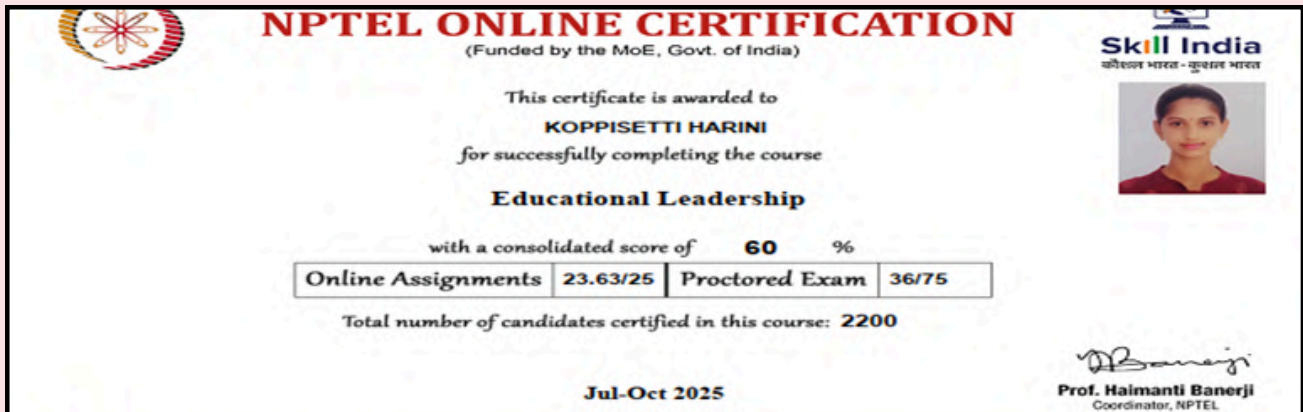 NPTEL ONLINE CERTIFICATION
(Funded by the MoE, Govt. of India)
Skill India
कौशल भारत - कुशल भारत
This certificate is awarded to
KOPPISETTI HARINI
for successfully completing the course
Educational Leadership
with a consolidated score of 60 %
Online Assignments 23.63/25 Proctored Exam 36/75
Total number of candidates certified in this course: 2200
Jul-Oct 2025
Prof. Haimanti Banerji
Coordinator, NPTEL